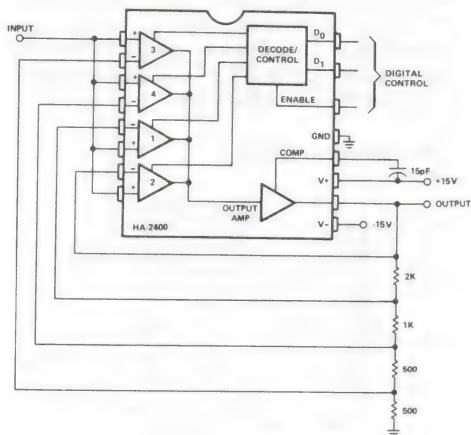 INPUT
+
3
-
+
4
-
-
1
+
-
2
+
DECODE/
CONTROL
D0
D1
ENABLE
DIGITAL
CONTROL
GND
COMP
15pF
V+
+15V
OUTPUT
AMP
OUTPUT
V-
-15V
HA-2400
2K
1K
500
500